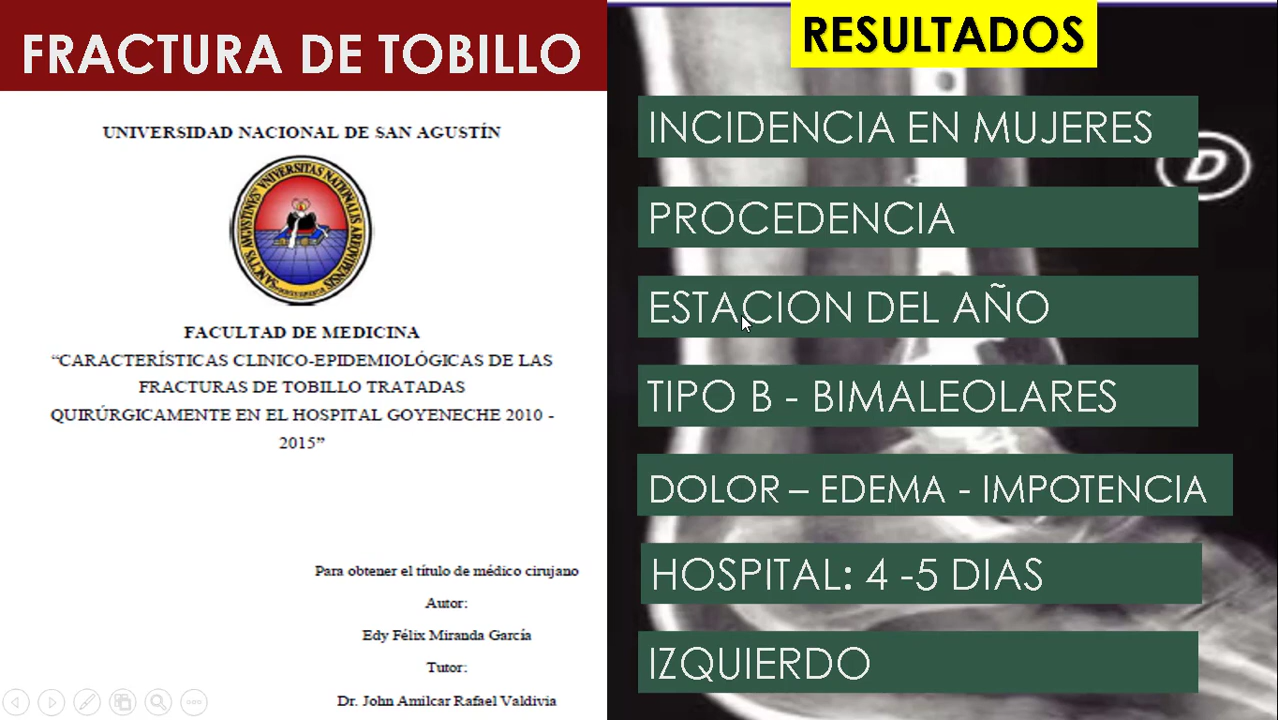 FRACTURA DE TOBILLO
UNIVERSIDAD NACIONAL DE SAN AGUSTÍN
FACULTAD DE MEDICINA
“CARACTERÍSTICAS CLINICO-EPIDEMIOLÓGICAS DE LAS
FRACTURAS DE TOBILLO TRATADAS
QUIRÚRGICAMENTE EN EL HOSPITAL GOYENECHE 2010 -
2015”
Para obtener el título de médico cirujano
Autor:
Edy Félix Miranda García
Tutor:
Dr. John Amilcar Rafael Valdivia
RESULTADOS
INCIDENCIA EN MUJERES
D
PROCEDENCIA
ESTACION DEL AÑO
TIPO B - BIMALEOLARES
DOLOR – EDEMA - IMPOTENCIA
HOSPITAL: 4 -5 DIAS
IZQUIERDO